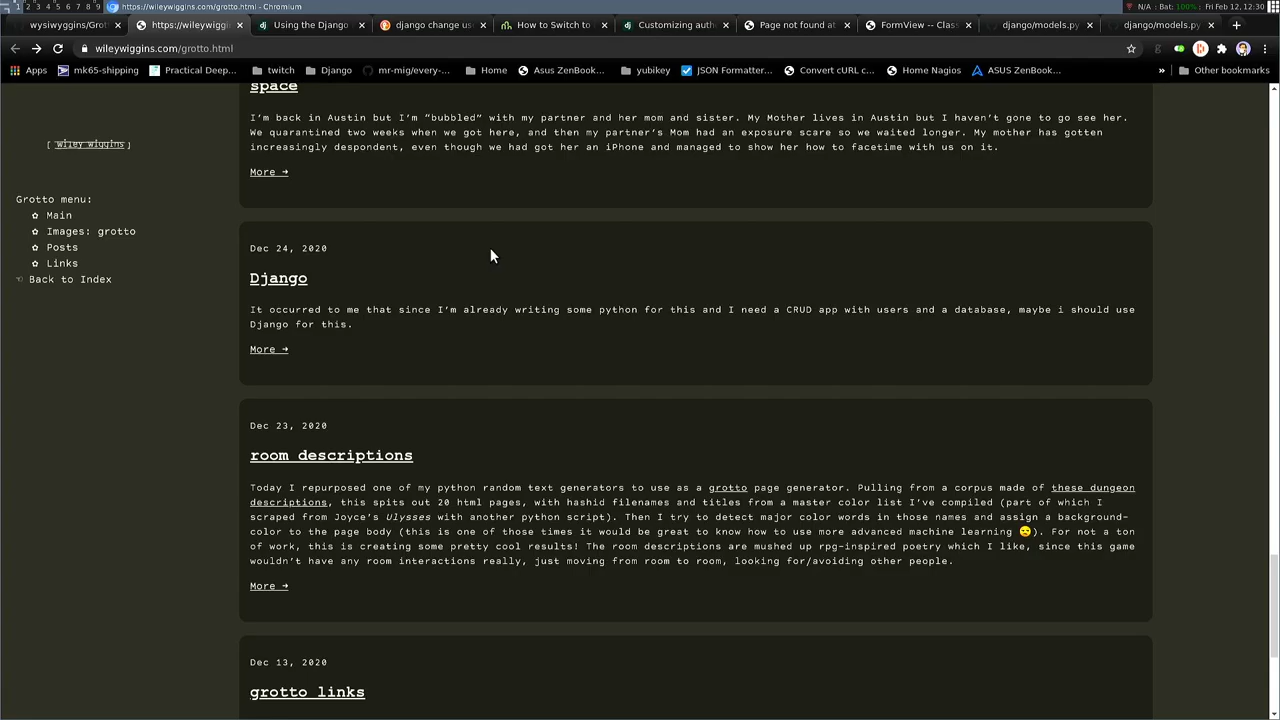 1 2 3 4 5 6 7 8 9 https://wileywiggins.com/grotto.html - Chromium
N/A Bat: 100% Fri Feb 12, 12:30
wysiwyggins/Grot https://wileywiggins Using the Django django change us How to Switch to Customizing auth Page not found at FormView -- Class django/models.py django/models.py
wileywiggins.com/grotto.html
Apps mk65-shipping Practical Deep... twitch Django mr-mig/every-... Home Asus ZenBook... yubikey JSON Formatter... Convert cURL c... Home Nagios ASUS ZenBook... » Other bookmarks
[ wiley wiggins ]
Grotto menu:
Main
Images: grotto
Posts
Links
Back to Index
space
I’m back in Austin but I’m “bubbled” with my partner and her mom and sister. My Mother lives in Austin but I haven’t gone to go see her.
We quarantined two weeks when we got here, and then my partner’s Mom had an exposure scare so we waited longer. My mother has gotten
increasingly despondent, even though we had got her an iPhone and managed to show her how to facetime with us on it.
More →
Dec 24, 2020
Django
It occurred to me that since I’m already writing some python for this and I need a CRUD app with users and a database, maybe i should use
Django for this.
More →
Dec 23, 2020
room descriptions
Today I repurposed one of my python random text generators to use as a grotto page generator. Pulling from a corpus made of these dungeon
descriptions, this spits out 20 html pages, with hashid filenames and titles from a master color list I’ve compiled (part of which I
scraped from Joyce’s Ulysses with another python script). Then I try to detect major color words in those names and assign a background-
color to the page body (this is one of those times it would be great to know how to use more advanced machine learning 😒). For not a ton
of work, this is creating some pretty cool results! The room descriptions are mushed up rpg-inspired poetry which I like, since this game
wouldn’t have any room interactions really, just moving from room to room, looking for/avoiding other people.
More →
Dec 13, 2020
grotto links